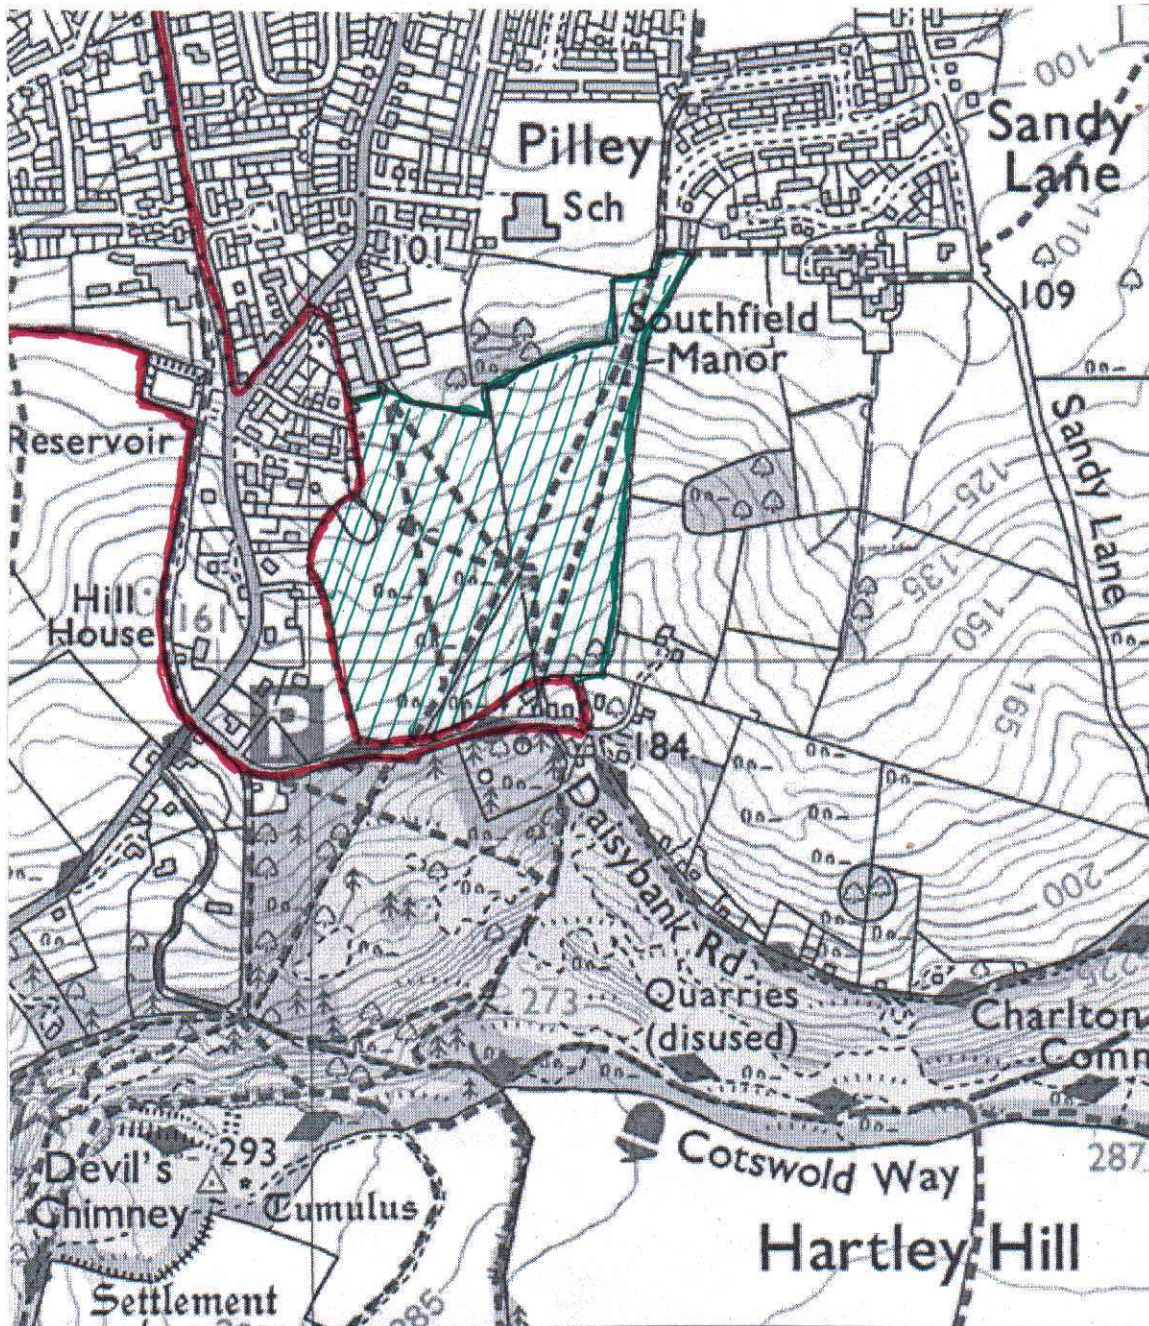 100
Sandy
Lane
Pilley
Sch
110
101
109
Southfield
Manor
Reservoir
Sandy Lane
125
135
Hill
House
161
150
165
P
184
Daisybank Rd
200
225
273
Quarries
(disused)
Charlton
Comm
293
Devil's
Chimney
Tumulus
Cotswold Way
287
Hartley Hill
Settlement
285